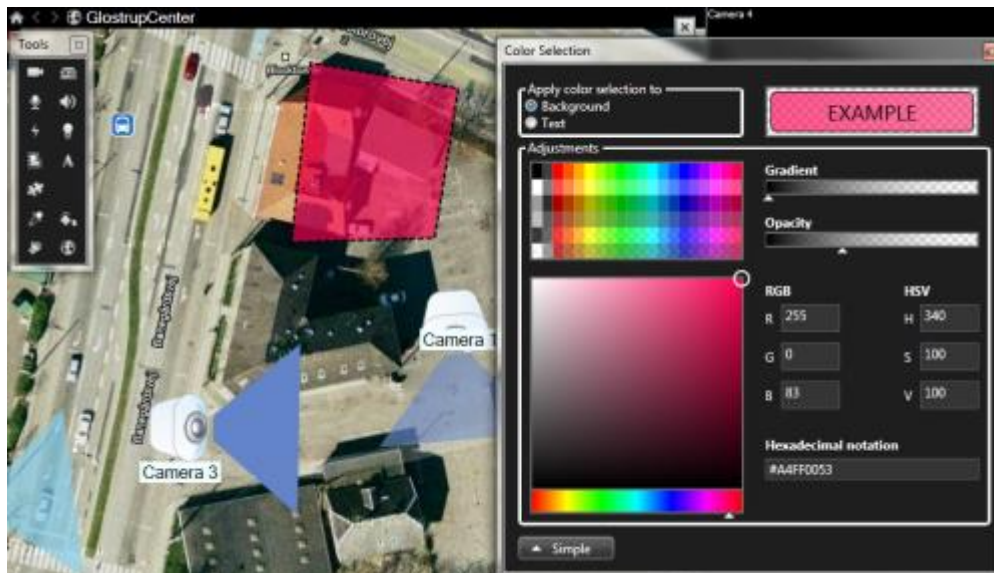 GlostrupCenter
Camera 4
Tools
A
Color Selection
Apply color selection to
Background
Text
EXAMPLE
Adjustments
Gradient
Opacity
RGB
HSV
R 255
H 340
G 0
S 100
B 83
V 100
Hexadecimal notation
#A4FF0053
Simple
Camera 1
Camera 3